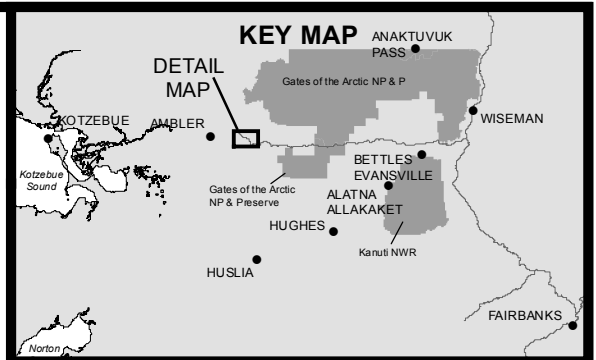 KEY MAP
ANAKTUVUK
PASS
DETAIL
MAP
Gates of the Arctic NP & P
KOTZEBUE
AMBLER
WISEMAN
Kotzebue
Sound
BETTLES
EVANSVILLE
Gates of the Arctic
NP & Preserve
ALATNA
ALLAKAKET
HUGHES
Kanuti NWR
HUSLIA
FAIRBANKS
Norton